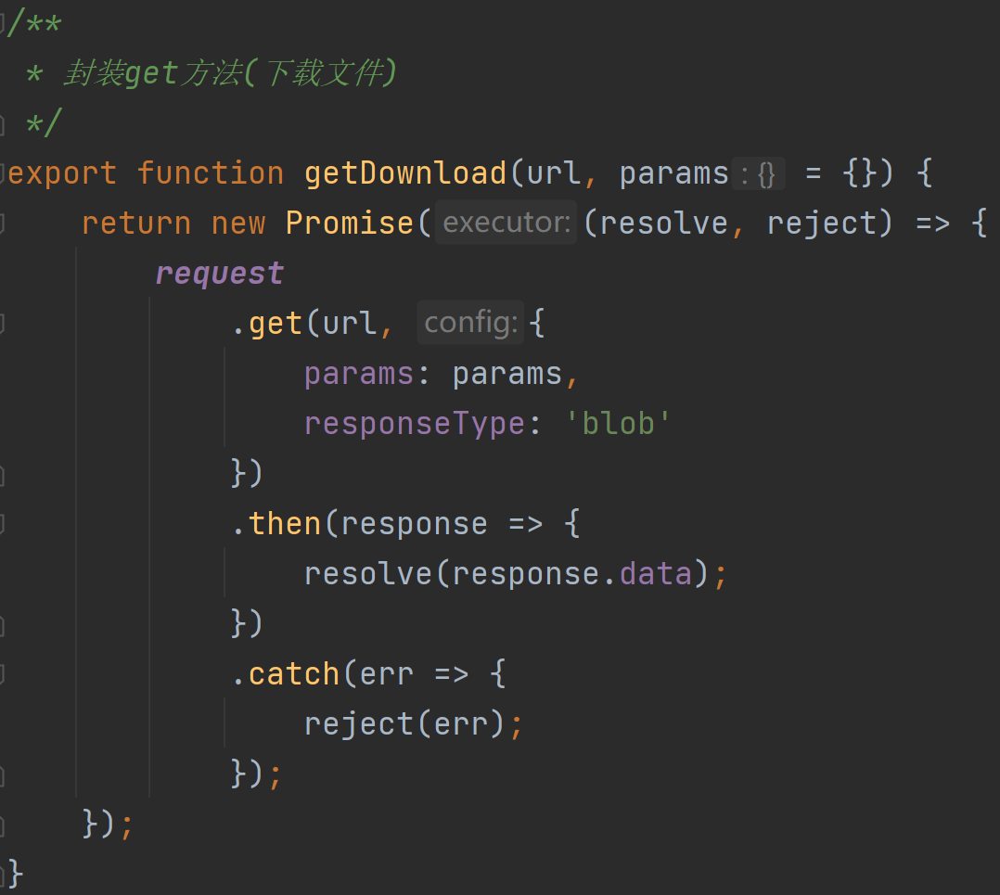 /**
 * 封装get方法(下载文件)
 */
export function getDownload(url, params : {} = {}) {
    return new Promise( executor: (resolve, reject) => {
        request
            .get(url, config: {
                params: params,
                responseType: 'blob'
            })
            .then(response => {
                resolve(response.data);
            })
            .catch(err => {
                reject(err);
            });
    });
}